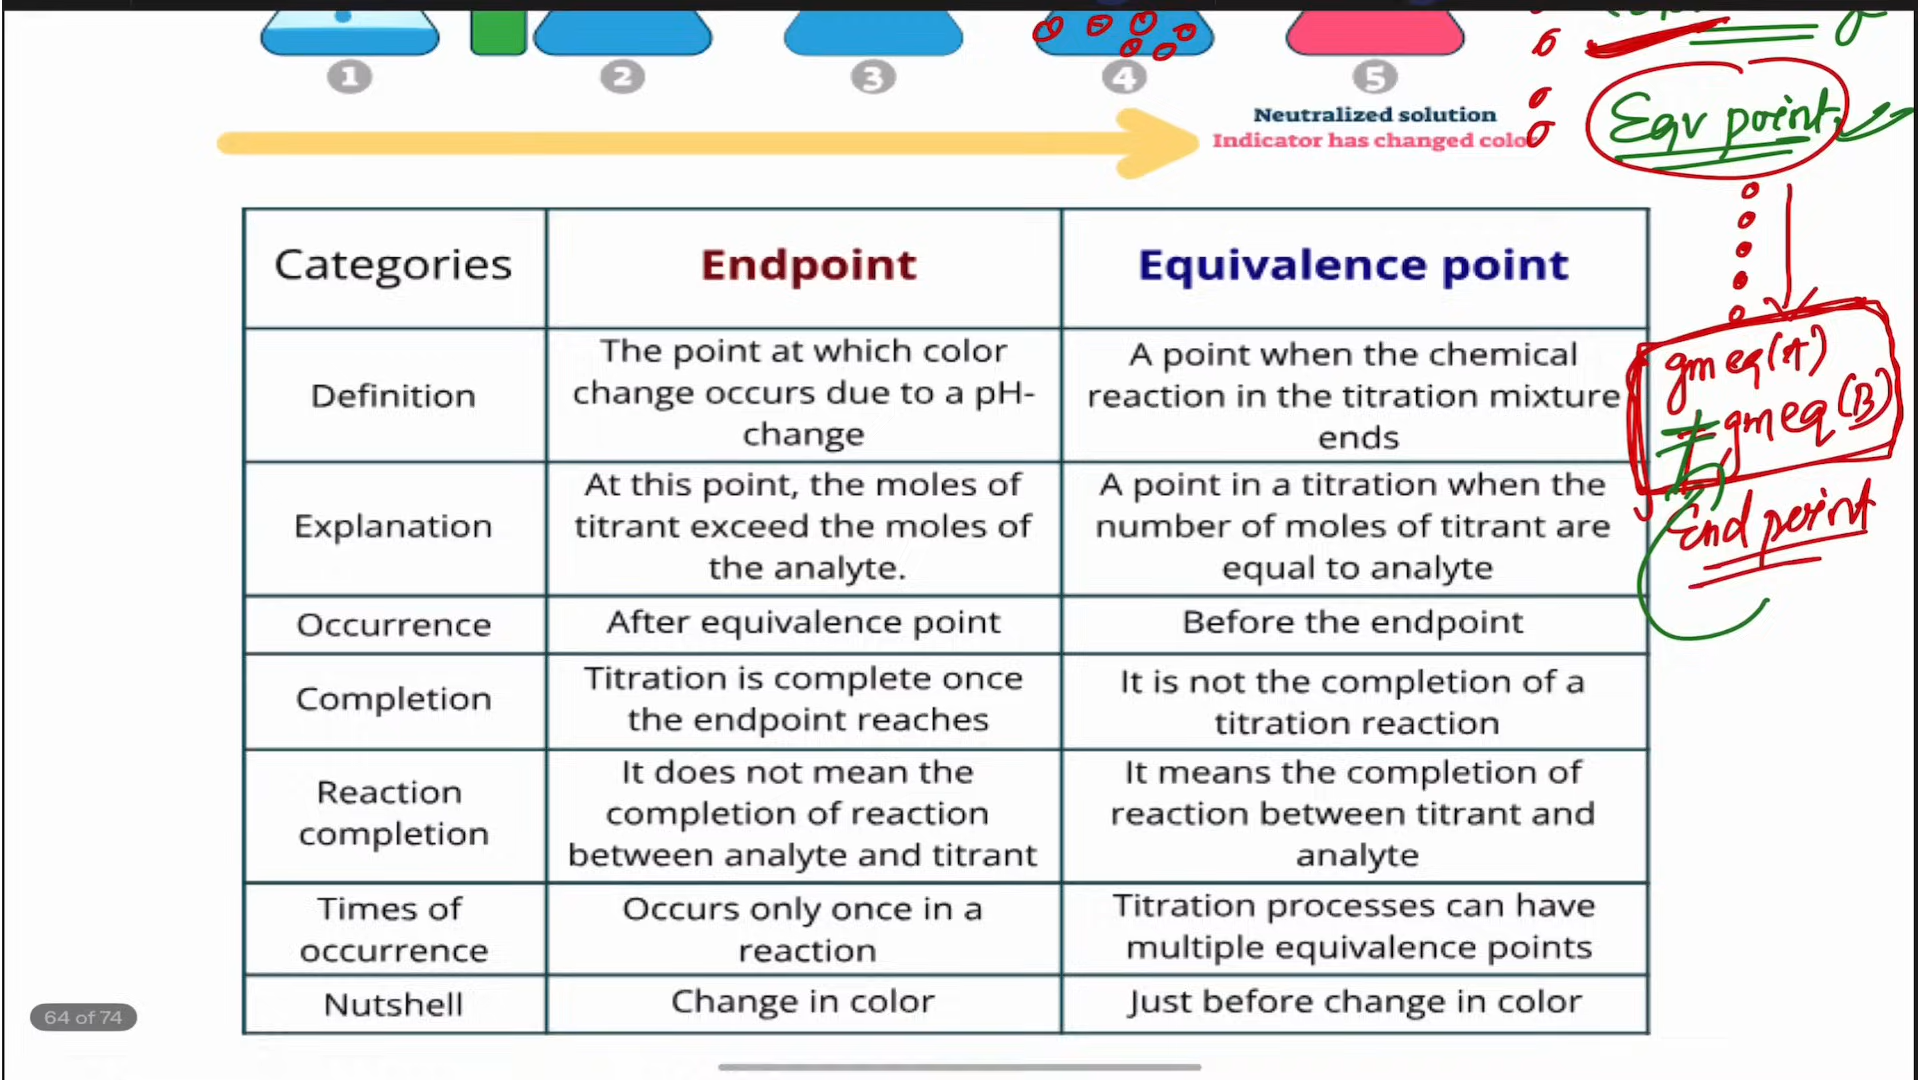 1 2 3 4 5
Neutralized solution
Indicator has changed color
Eqv point
Categories
Endpoint
Equivalence point
Definition
The point at which color
change occurs due to a pH-
change
A point when the chemical
reaction in the titration mixture
ends
gmeq(A)
gmeq(B)
End point
Explanation
At this point, the moles of
titrant exceed the moles of
the analyte.
A point in a titration when the
number of moles of titrant are
equal to analyte
Occurrence
After equivalence point
Before the endpoint
Completion
Titration is complete once
the endpoint reaches
It is not the completion of a
titration reaction
Reaction
completion
It does not mean the
completion of reaction
between analyte and titrant
It means the completion of
reaction between titrant and
analyte
Times of
occurrence
Occurs only once in a
reaction
Titration processes can have
multiple equivalence points
Nutshell
Change in color
Just before change in color
64 of 74